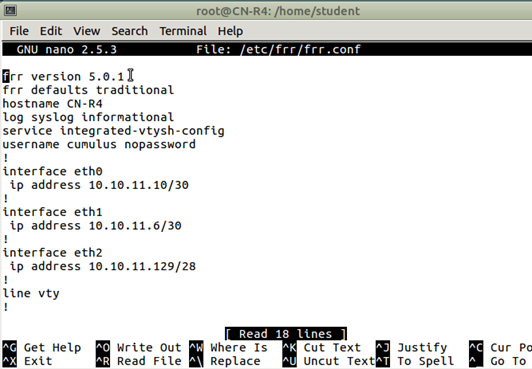 root@CN-R4: /home/student
File Edit View Search Terminal Help
GNU nano 2.5.3 File: /etc/frr/frr.conf
frr version 5.0.1
frr defaults traditional
hostname CN-R4
log syslog informational
service integrated-vtysh-config
username cumulus nopassword
!
interface eth0
 ip address 10.10.11.10/30
!
interface eth1
 ip address 10.10.11.6/30
!
interface eth2
 ip address 10.10.11.129/28
!
line vty
!
[ Read 18 lines ]
^G Get Help ^O Write Out ^W Where Is ^K Cut Text ^J Justify ^C Cur Po
^X Exit ^R Read File ^\ Replace ^U Uncut Text ^T To Spell ^_ Go To